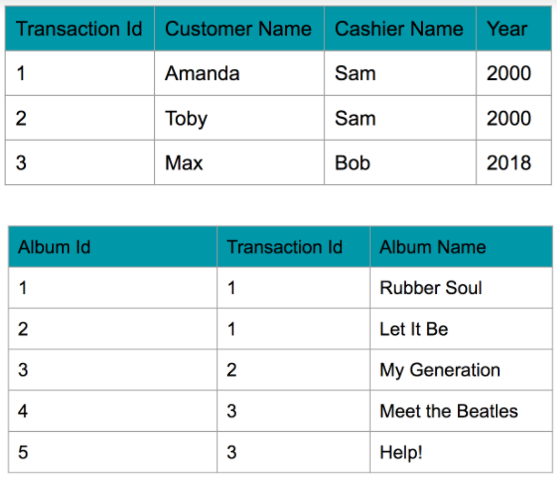 Transaction Id Customer Name Cashier Name Year
1 Amanda Sam 2000
2 Toby Sam 2000
3 Max Bob 2018
Album Id Transaction Id Album Name
1 1 Rubber Soul
2 1 Let It Be
3 2 My Generation
4 3 Meet the Beatles
5 3 Help!